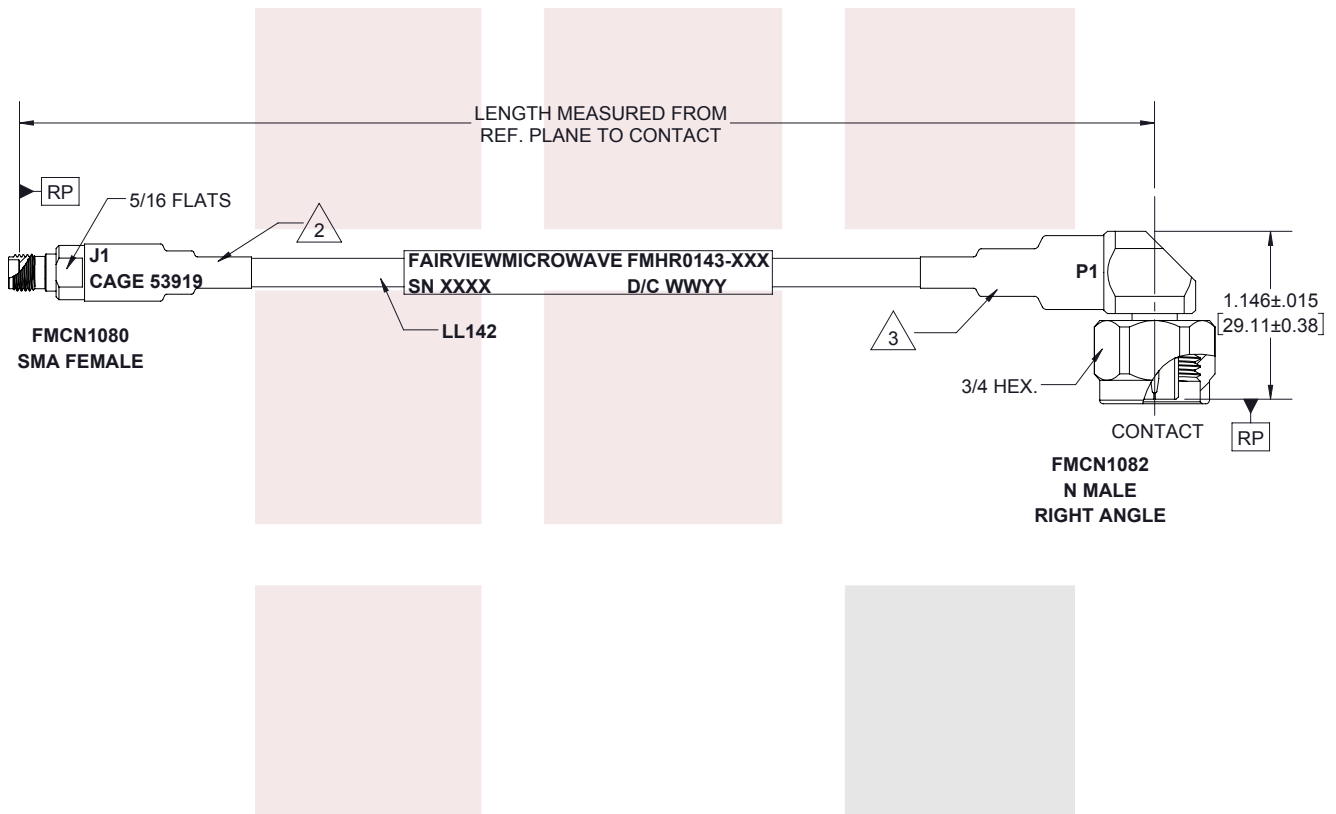 LENGTH MEASURED FROM
REF. PLANE TO CONTACT
RP
5/16 FLATS
2
J1
CAGE 53919
FAIRVIEWMICROWAVE FMHR0143-XXX
SN XXXX D/C WWYY
P1
1.146±.015
[29.11±0.38]
FMCN1080
SMA FEMALE
LL142
3
3/4 HEX.
CONTACT
RP
FMCN1082
N MALE
RIGHT ANGLE